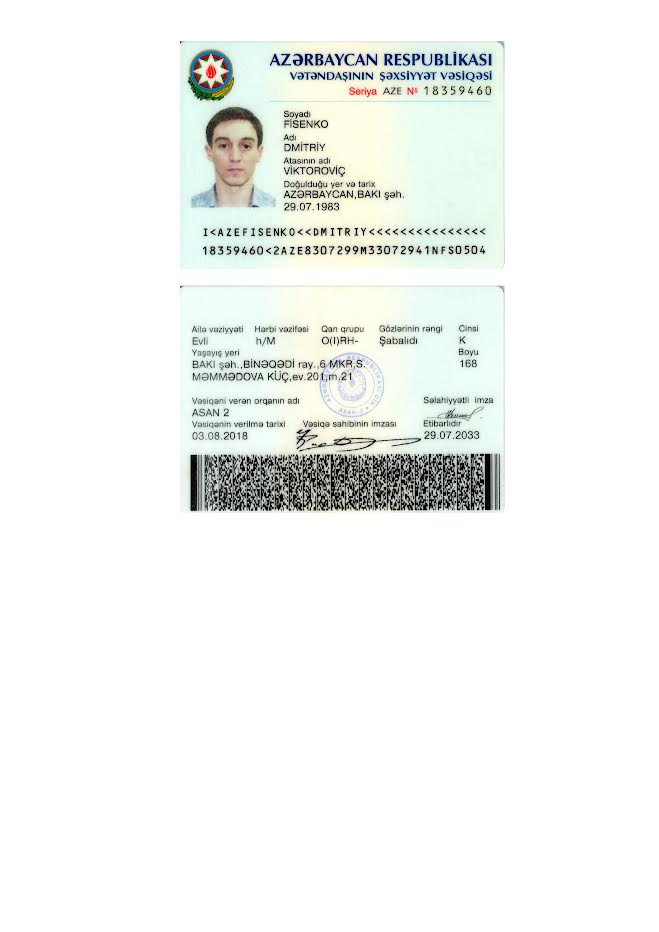 AZƏRBAYCAN RESPUBLİKASI
VƏTƏNDAŞININ ŞƏXSİYYƏT VƏSİQƏSİ
Seriya AZE № 18359460
Soyadı
FİSENKO
Adı
DMİTRİY
Atasının adı
VİKTOROVİÇ
Doğulduğu yer və tarix
AZƏRBAYCAN,BAKI şəh.
29.07.1983
I<AZEFISENKO<<DMITRIY<<<<<<<<<<<<<<<
18359460<2AZE8307299M33072941NFS0504
Ailə vəziyyəti Hərbi vəzifəsi Qan qrupu Gözlərinin rəngi Cinsi
Evli h/M O(I)RH- Şabalıdı K
Yaşayış yeri Boyu
BAKI şəh.,BİNƏQƏDİ ray.,6 MKR,S. 168
MƏMMƏDOVA KÜÇ,ev.201,m.21
Vəsiqəni verən orqanın adı Səlahiyyətli imza
ASAN 2
Vəsiqənin verilmə tarixi Vəsiqə sahibinin imzası Etibarlıdır
03.08.2018 29.07.2033